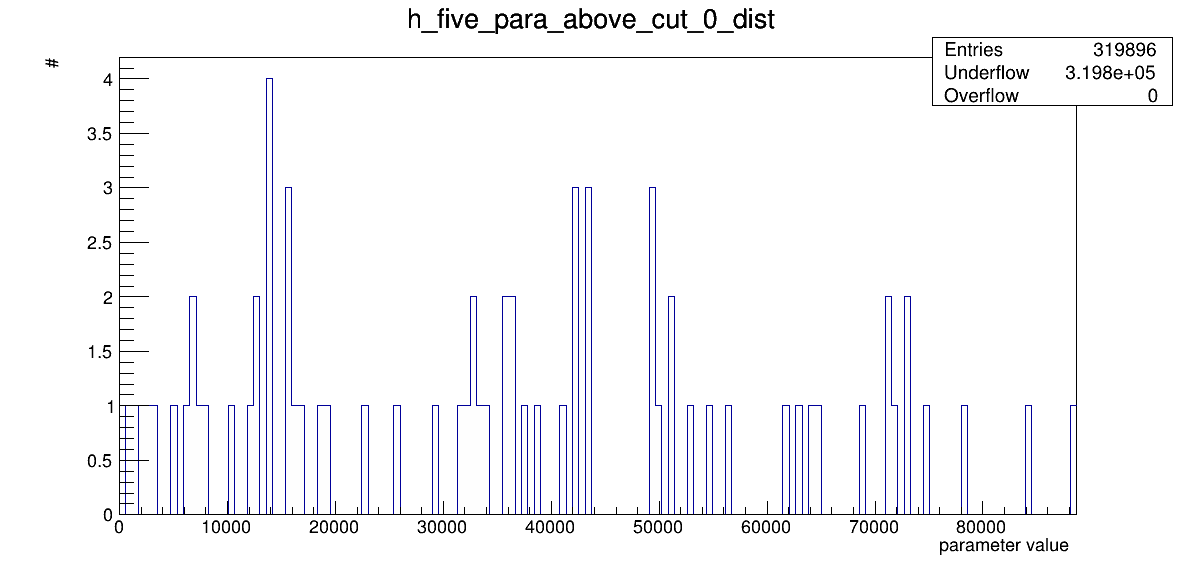 h_five_para_above_cut_0_dist
#
Entries 319896
Underflow 3.198e+05
Overflow 0
4
3.5
3
2.5
2
1.5
1
0.5
0
0 10000 20000 30000 40000 50000 60000 70000 80000
parameter value